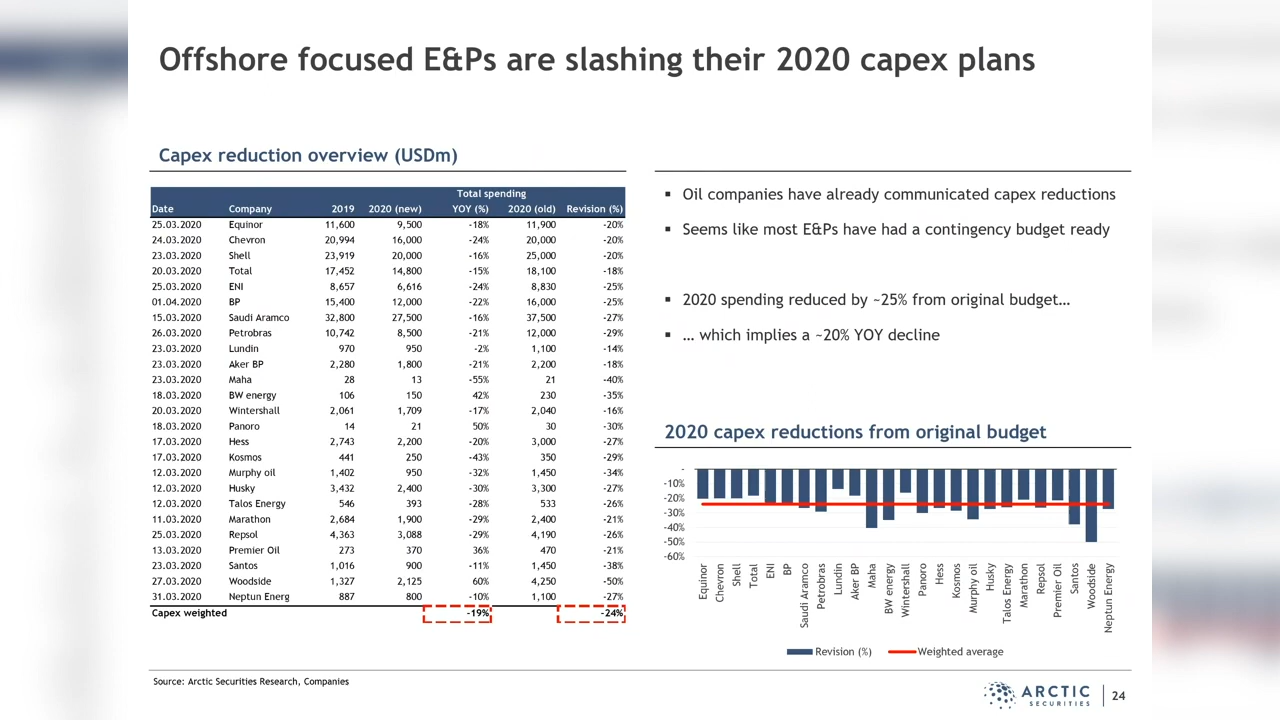 Offshore focused E&Ps are slashing their 2020 capex plans
Capex reduction overview (USDm)
Total spending
Date Company 2019 2020 (new) YOY (%) 2020 (old) Revision (%)
25.03.2020 Equinor 11,600 9,500 -18% 11,900 -20%
24.03.2020 Chevron 20,994 16,000 -24% 20,000 -20%
23.03.2020 Shell 23,919 20,000 -16% 25,000 -20%
20.03.2020 Total 17,452 14,800 -15% 18,100 -18%
25.03.2020 ENI 8,657 6,616 -24% 8,830 -25%
01.04.2020 BP 15,400 12,000 -22% 16,000 -25%
15.03.2020 Saudi Aramco 32,800 27,500 -16% 37,500 -27%
26.03.2020 Petrobras 10,742 8,500 -21% 12,000 -29%
23.03.2020 Lundin 970 950 -2% 1,100 -14%
23.03.2020 Aker BP 2,280 1,800 -21% 2,200 -18%
23.03.2020 Maha 28 13 -55% 21 -40%
18.03.2020 BW energy 106 150 42% 230 -35%
20.03.2020 Wintershall 2,061 1,709 -17% 2,040 -16%
18.03.2020 Panoro 14 21 50% 30 -30%
17.03.2020 Hess 2,743 2,200 -20% 3,000 -27%
17.03.2020 Kosmos 441 250 -43% 350 -29%
12.03.2020 Murphy oil 1,402 950 -32% 1,450 -34%
12.03.2020 Husky 3,432 2,400 -30% 3,300 -27%
12.03.2020 Talos Energy 546 393 -28% 533 -26%
11.03.2020 Marathon 2,684 1,900 -29% 2,400 -21%
25.03.2020 Repsol 4,363 3,088 -29% 4,190 -26%
13.03.2020 Premier Oil 273 370 36% 470 -21%
23.03.2020 Santos 1,016 900 -11% 1,450 -38%
27.03.2020 Woodside 1,327 2,125 60% 4,250 -50%
31.03.2020 Neptun Energ 887 800 -10% 1,100 -27%
Capex weighted -19% -24%
▪ Oil companies have already communicated capex reductions
▪ Seems like most E&Ps have had a contingency budget ready
▪ 2020 spending reduced by ~25% from original budget…
▪ … which implies a ~20% YOY decline
2020 capex reductions from original budget
-
-10%
-20%
-30%
-40%
-50%
-60%
Equinor
Chevron
Shell
Total
ENI
BP
Saudi Aramco
Petrobras
Lundin
Aker BP
Maha
BW energy
Wintershall
Panoro
Hess
Kosmos
Murphy oil
Husky
Talos Energy
Marathon
Repsol
Premier Oil
Santos
Woodside
Neptun Energy
Revision (%) Weighted average
Source: Arctic Securities Research, Companies
ARCTIC
SECURITIES
24